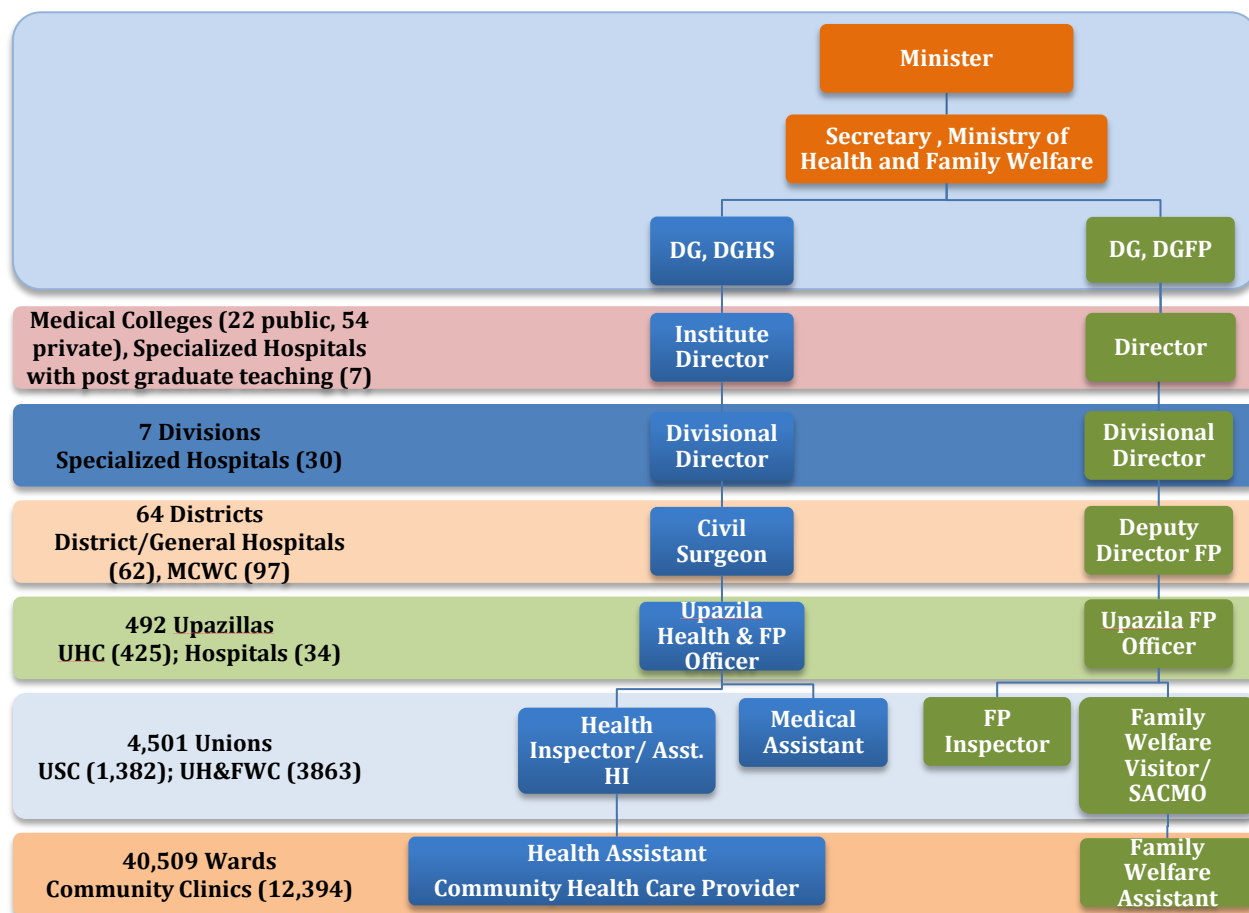 Minister
Secretary , Ministry of
Health and Family Welfare
DG, DGHS
DG, DGFP
Medical Colleges (22 public, 54
private), Specialized Hospitals
with post graduate teaching (7)
Institute
Director
Director
7 Divisions
Specialized Hospitals (30)
Divisional
Director
Divisional
Director
64 Districts
District/General Hospitals
(62), MCWC (97)
Civil
Surgeon
Deputy
Director FP
492 Upazillas
UHC (425); Hospitals (34)
Upazila
Health & FP
Officer
Upazila FP
Officer
4,501 Unions
USC (1,382); UH&FWC (3863)
Health
Inspector/ Asst.
HI
Medical
Assistant
FP
Inspector
Family
Welfare
Visitor/
SACMO
40,509 Wards
Community Clinics (12,394)
Health Assistant
Community Health Care Provider
Family
Welfare
Assistant